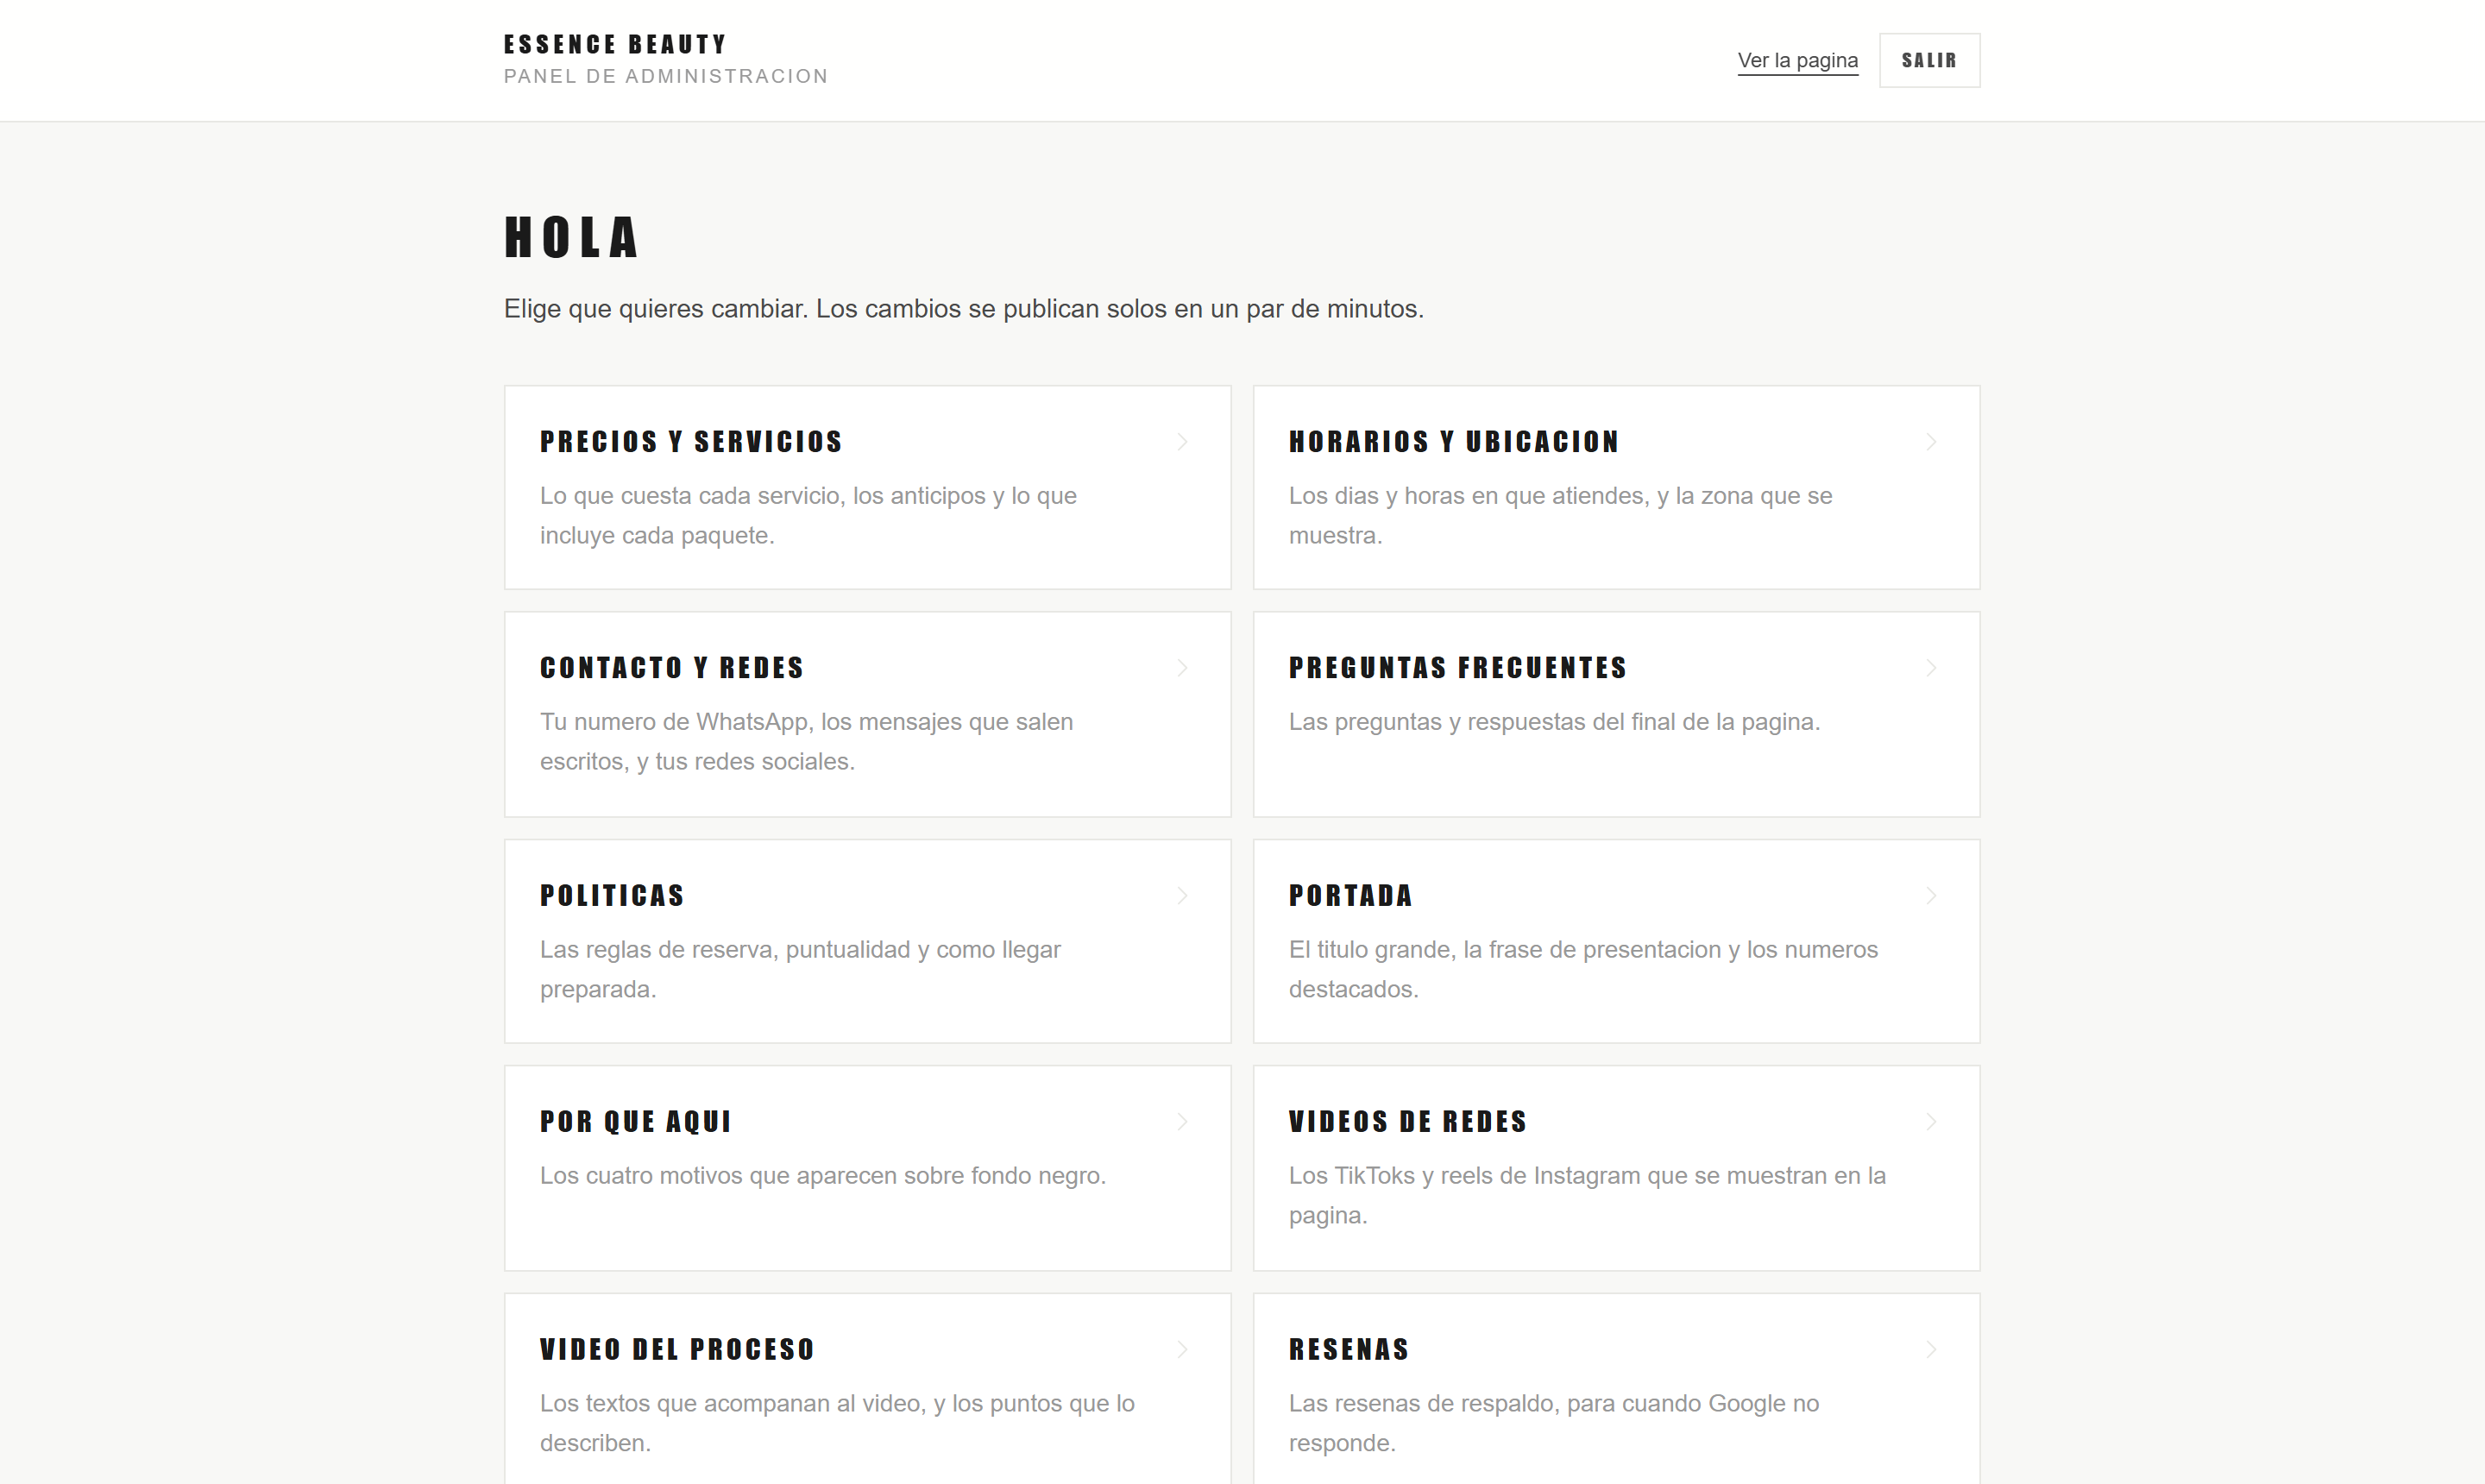 ESSENCE BEAUTY
PANEL DE ADMINISTRACION
Ver la pagina
SALIR
HOLA
Elige que quieres cambiar. Los cambios se publican solos en un par de minutos.
PRECIOS Y SERVICIOS
Lo que cuesta cada servicio, los anticipos y lo que
incluye cada paquete.
HORARIOS Y UBICACION
Los dias y horas en que atiendes, y la zona que se
muestra.
CONTACTO Y REDES
Tu numero de WhatsApp, los mensajes que salen
escritos, y tus redes sociales.
PREGUNTAS FRECUENTES
Las preguntas y respuestas del final de la pagina.
POLITICAS
Las reglas de reserva, puntualidad y como llegar
preparada.
PORTADA
El titulo grande, la frase de presentacion y los numeros
destacados.
POR QUE AQUI
Los cuatro motivos que aparecen sobre fondo negro.
VIDEOS DE REDES
Los TikToks y reels de Instagram que se muestran en la
pagina.
VIDEO DEL PROCESO
Los textos que acompanan al video, y los puntos que lo
describen.
RESENAS
Las resenas de respaldo, para cuando Google no
responde.